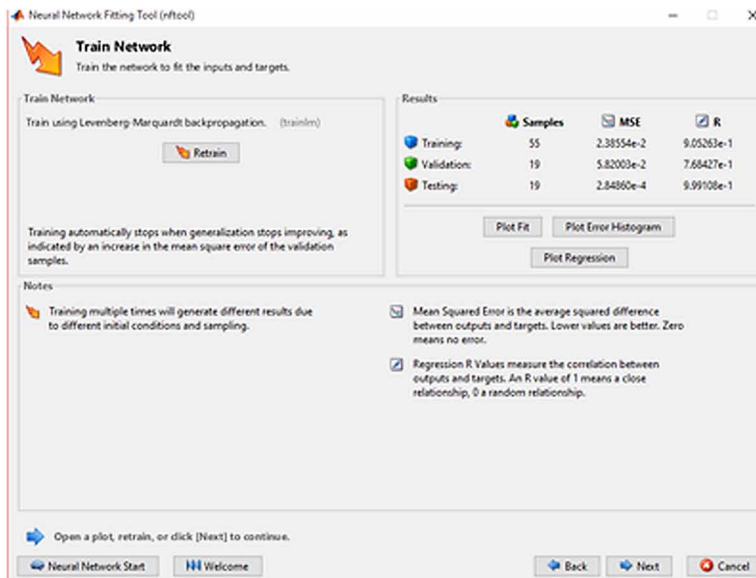 Neural Network Fitting Tool (nftool)
Train Network
Train the network to fit the inputs and targets.
Train Network
Train using Levenberg-Marquardt backpropagation. (trainlm)
Retrain
Training automatically stops when generalization stops improving, as
indicated by an increase in the mean square error of the validation
samples.
Results
Samples MSE R
Training: 55 2.38554e-2 9.05263e-1
Validation: 19 5.82003e-2 7.68427e-1
Testing: 19 2.84860e-4 9.99108e-1
Plot Fit Plot Error Histogram
Plot Regression
Notes
Training multiple times will generate different results due
to different initial conditions and sampling.
Mean Squared Error is the average squared difference
between outputs and targets. Lower values are better. Zero
means no error.
Regression R Values measure the correlation between
outputs and targets. An R value of 1 means a close
relationship, 0 a random relationship.
Open a plot, retrain, or click [Next] to continue.
Neural Network Start Welcome Back Next Cancel